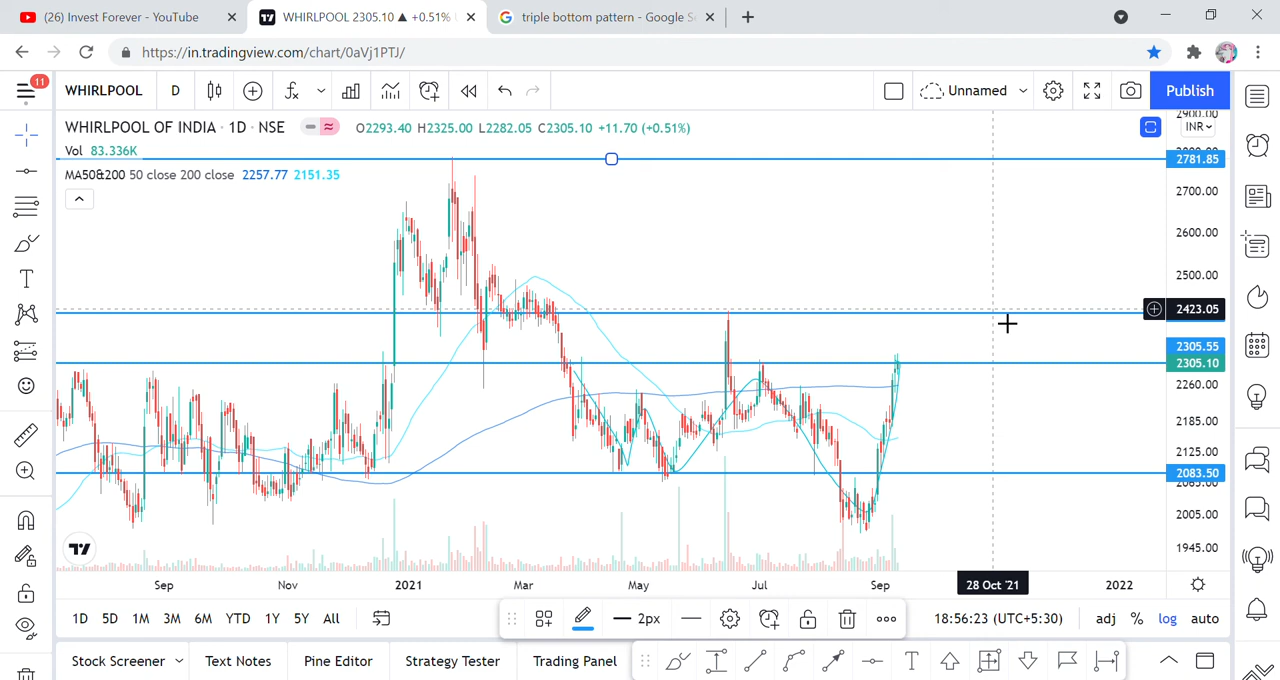 (26) Invest Forever - YouTube
WHIRLPOOL 2305.10 ▲ +0.51%
triple bottom pattern - Google S
https://in.tradingview.com/chart/0aVj1PTJ/
11
WHIRLPOOL
D
Unnamed
Publish
WHIRLPOOL OF INDIA · 1D · NSE
O2293.40 H2325.00 L2282.05 C2305.10 +11.70 (+0.51%)
INR
Vol 83.336K
MA50&200 50 close 200 close 2257.77 2151.35
2900.00
2781.85
2700.00
2600.00
2500.00
2423.05
2305.55
2305.10
2260.00
2185.00
2125.00
2083.50
2065.00
2005.00
1945.00
Sep
Nov
2021
Mar
May
Jul
Sep
28 Oct '21
2022
1D 5D 1M 3M 6M YTD 1Y 5Y All
2px
18:56:23 (UTC+5:30)
adj % log auto
Stock Screener
Text Notes
Pine Editor
Strategy Tester
Trading Panel